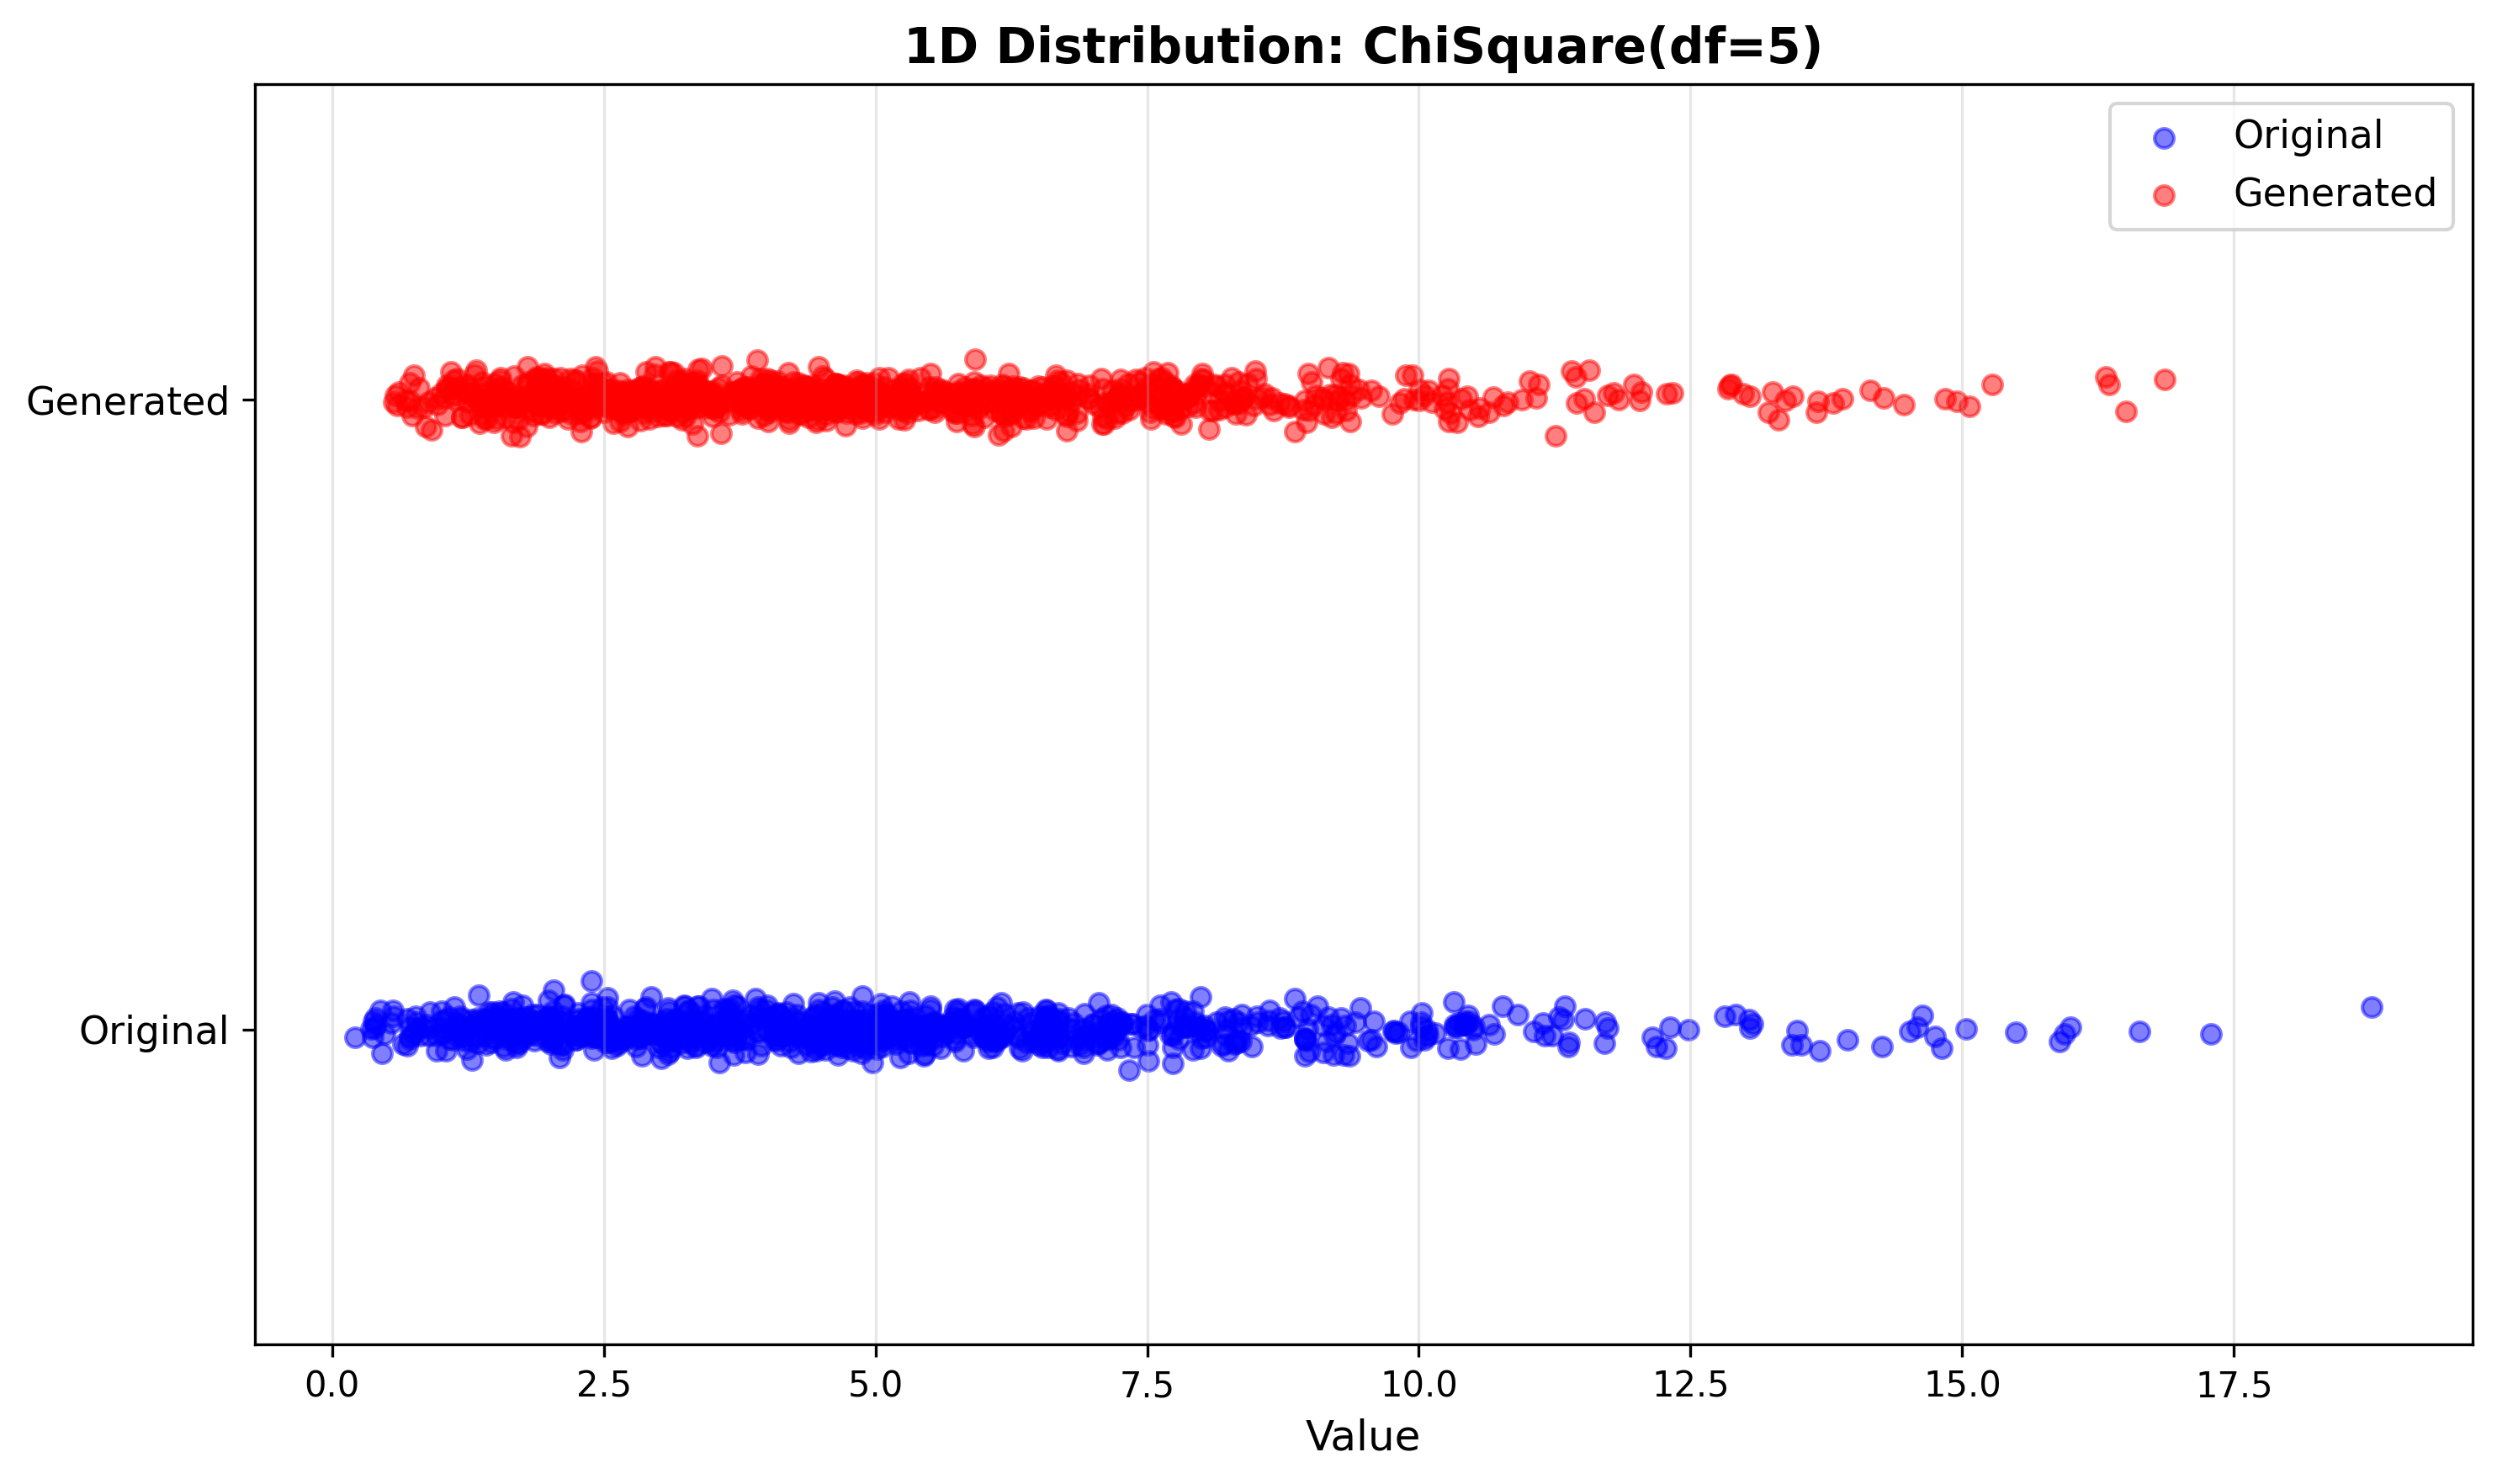 1D Distribution: ChiSquare(df=5)
Original
Generated
Generated
Original
0.0 2.5 5.0 7.5 10.0 12.5 15.0 17.5
Value